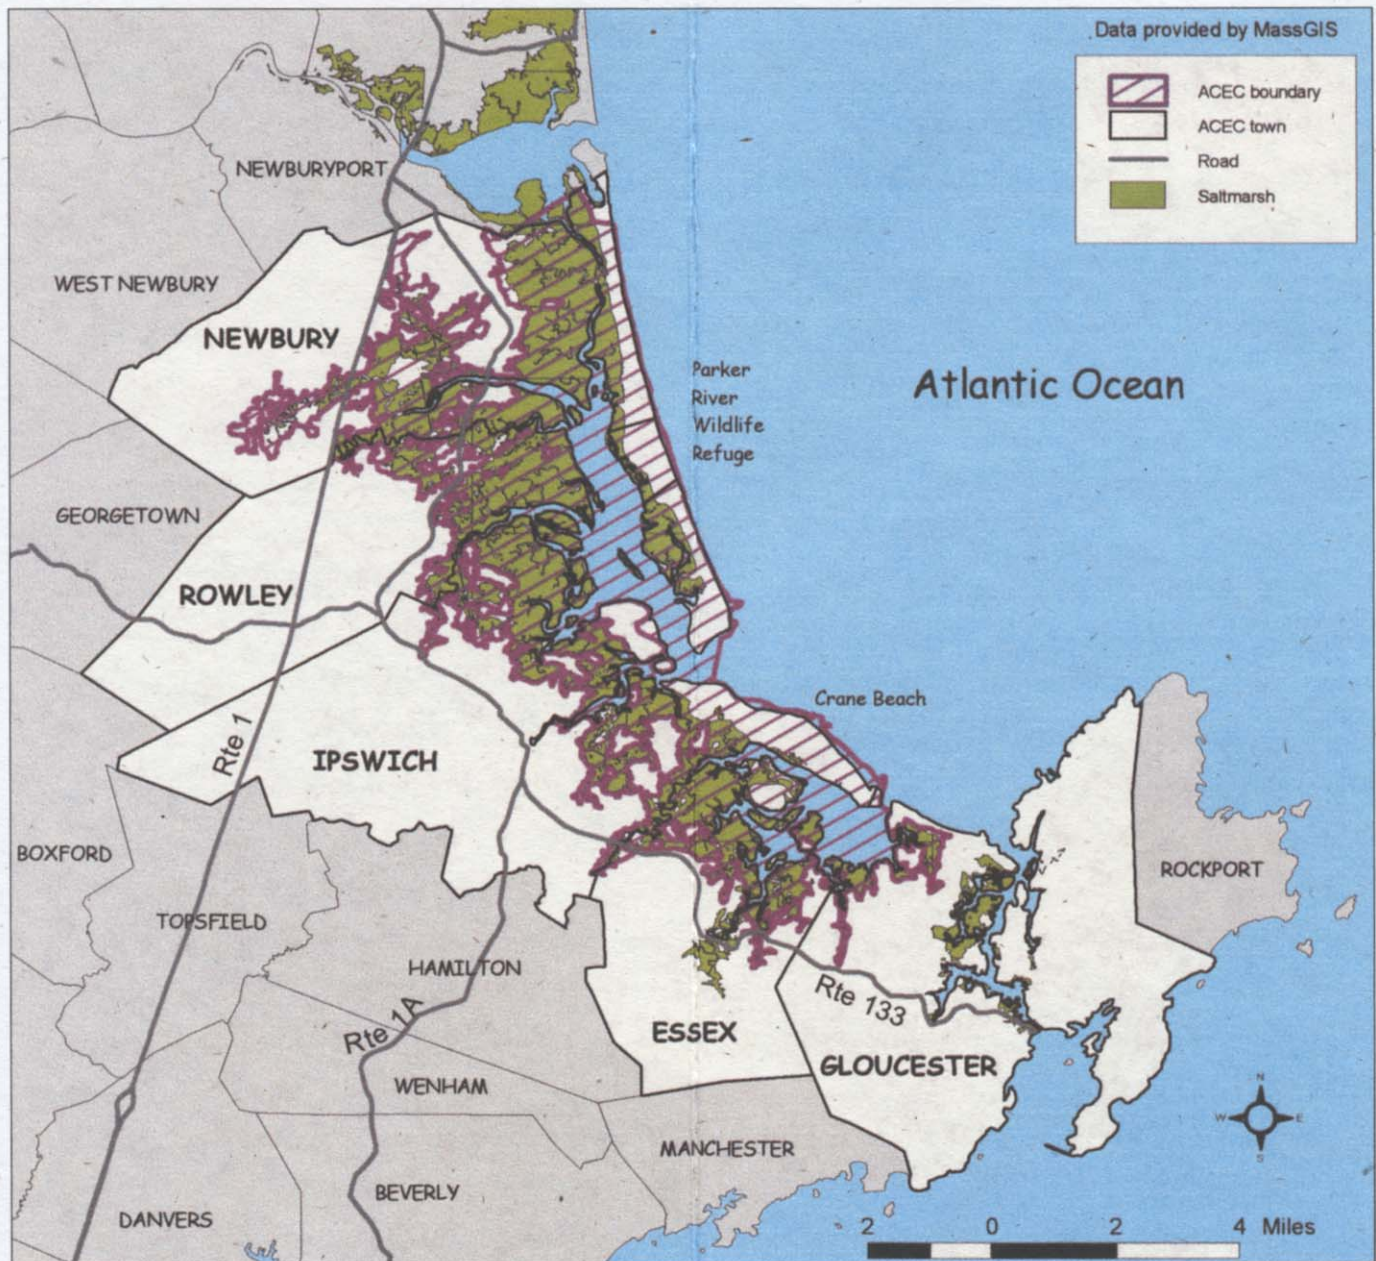 Data provided by MassGIS
ACEC boundary
ACEC town
Road
Saltmarsh
NEWBURYPORT
WEST NEWBURY
NEWBURY
Parker
River
Wildlife
Refuge
Atlantic Ocean
GEORGETOWN
ROWLEY
Crane Beach
Rte 1
IPSWICH
BOXFORD
ROCKPORT
TOPSFIELD
HAMILTON
Rte 1A
Rte 133
ESSEX
GLOUCESTER
WENHAM
N
W E
S
MANCHESTER
BEVERLY
DANVERS
2 0 2 4 Miles